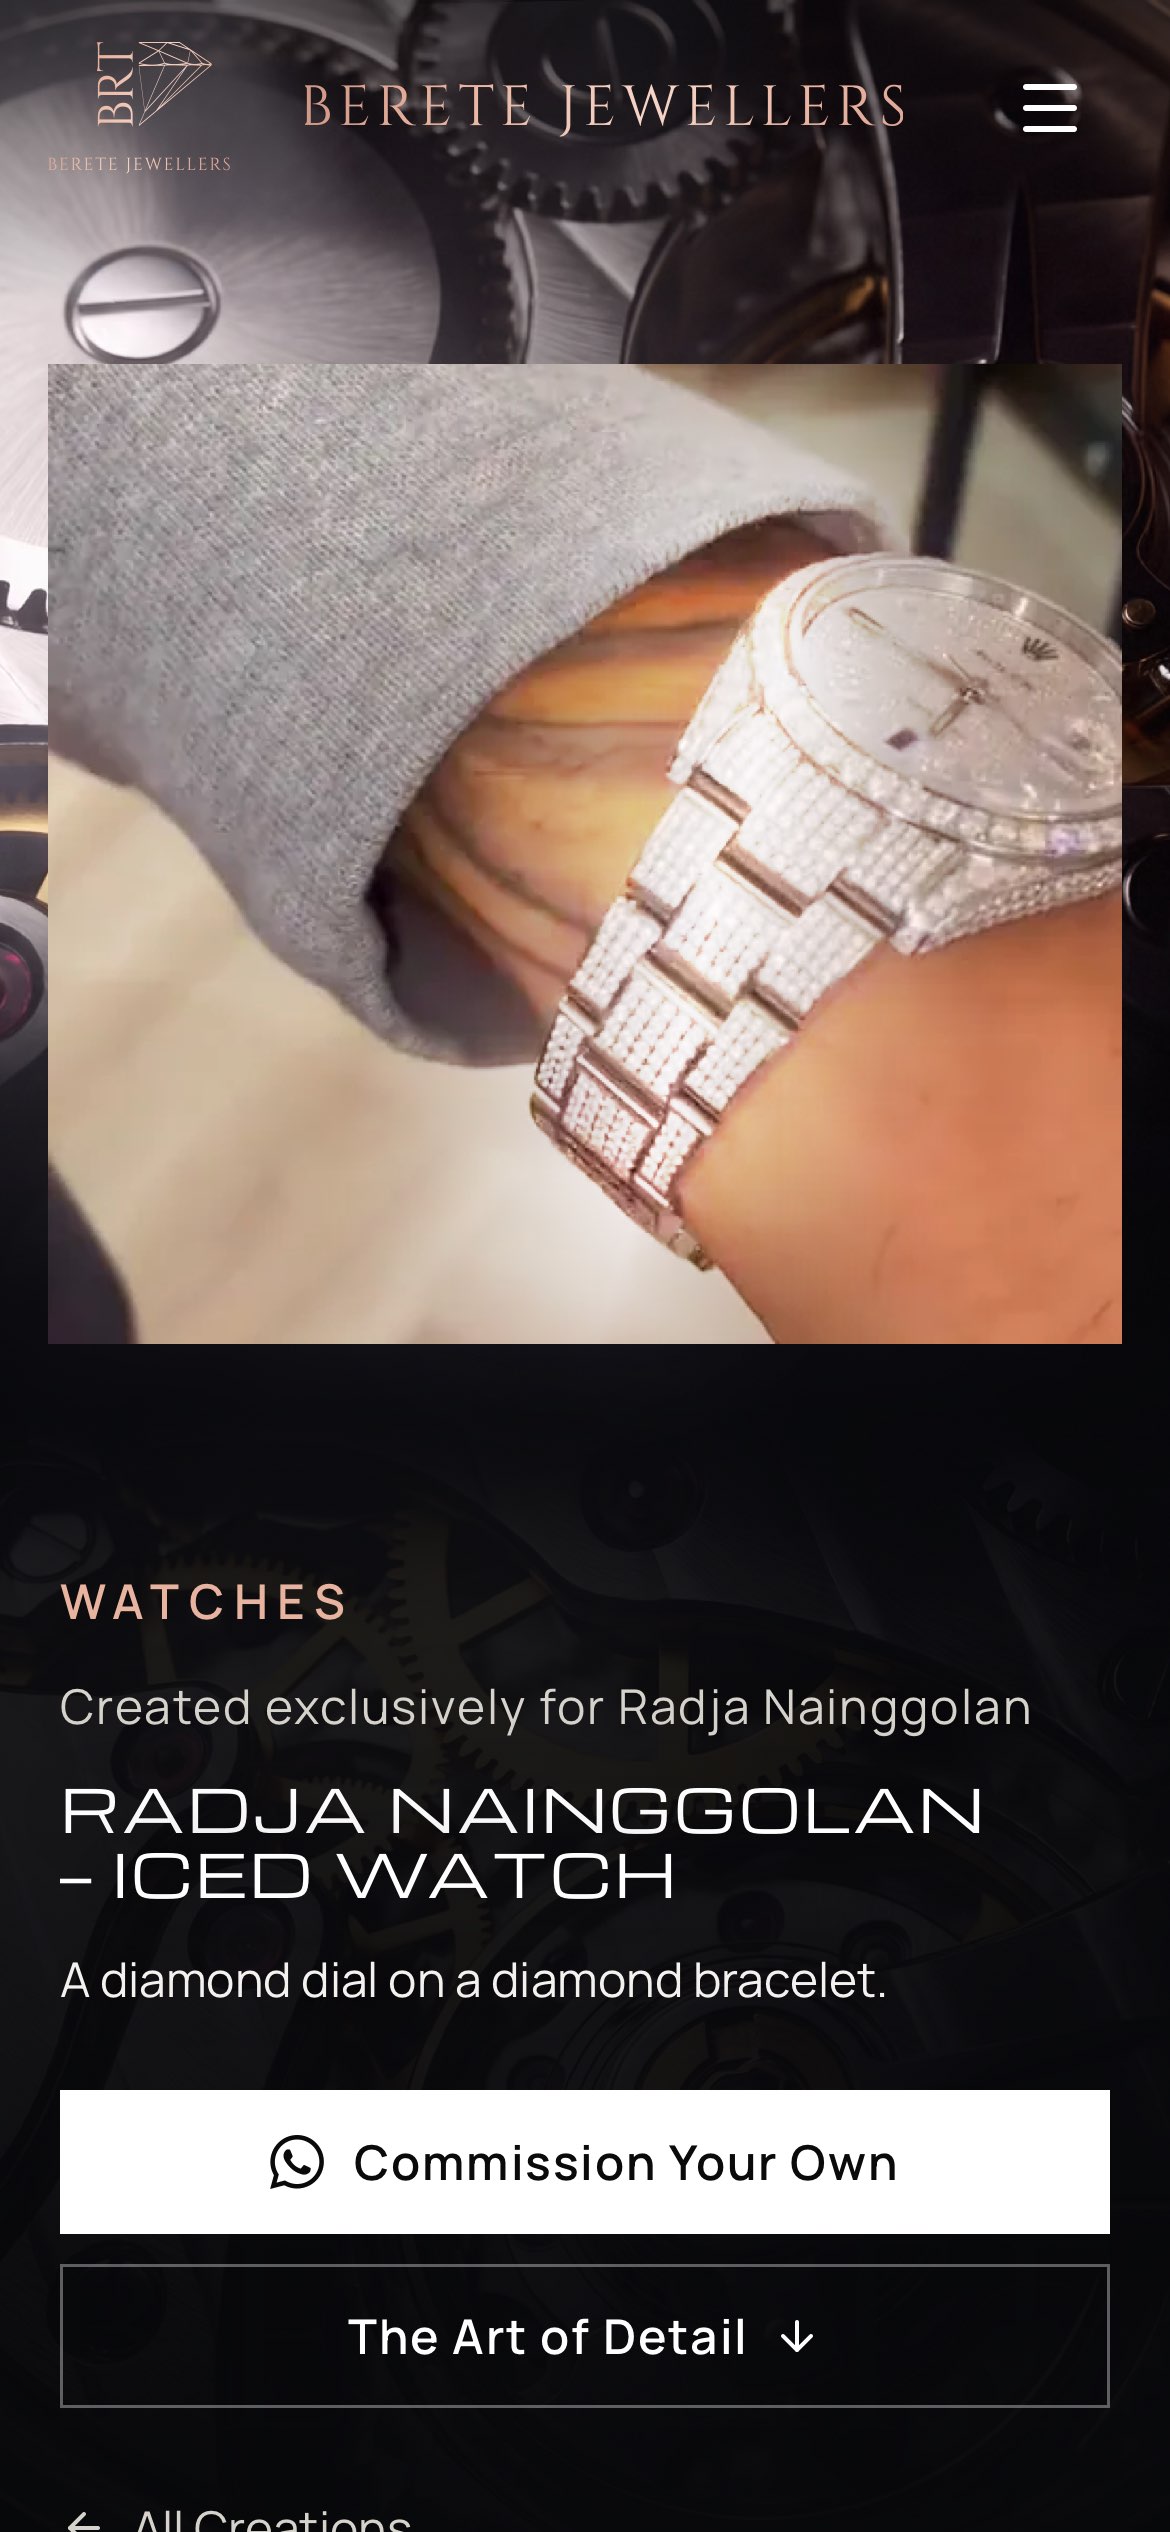 BRT
BERETE JEWELLERS
BERETE JEWELLERS
WATCHES
Created exclusively for Radja Nainggolan
RADJA NAINGGOLAN
– ICED WATCH
A diamond dial on a diamond bracelet.
Commission Your Own
The Art of Detail
All Creations